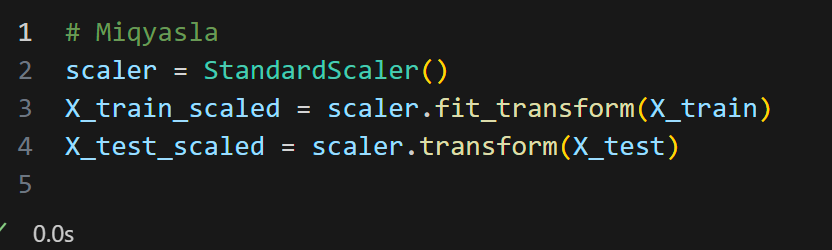 1 # Miqyasla
2 scaler = StandardScaler()
3 X_train_scaled = scaler.fit_transform(X_train)
4 X_test_scaled = scaler.transform(X_test)
5
0.0s